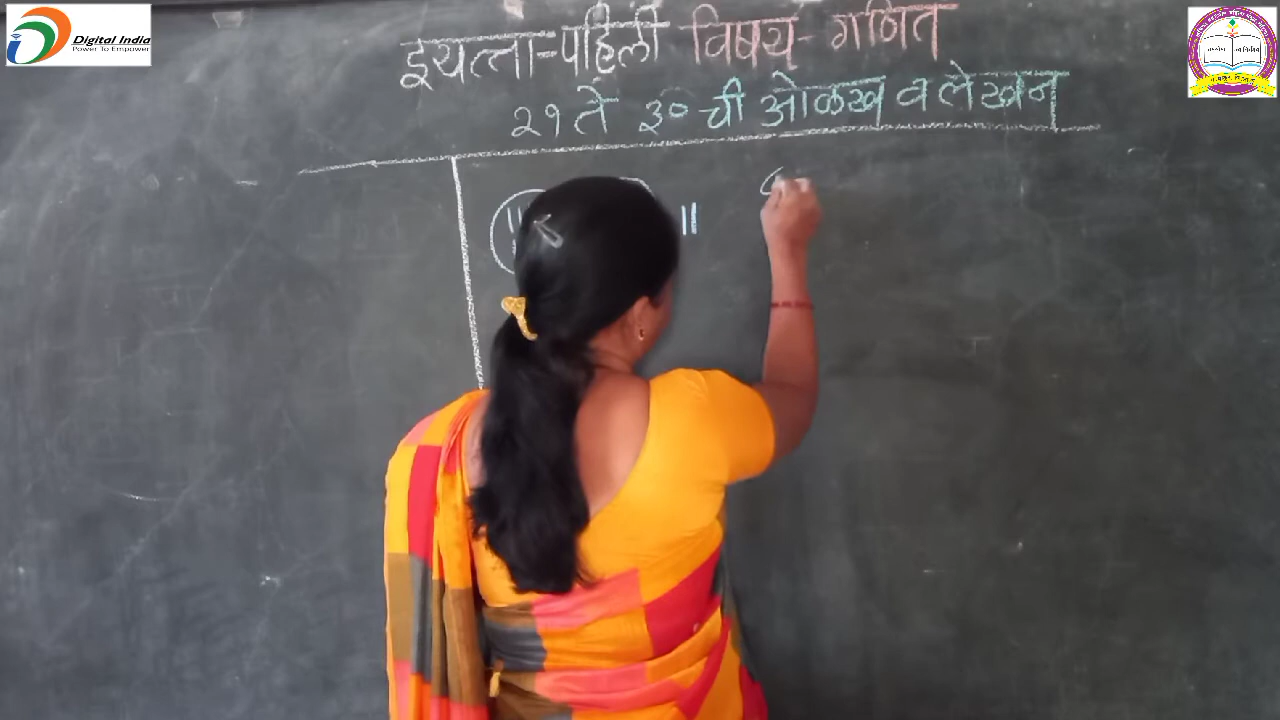 Digital India
Power To Empower
इयत्ता-पहिली विषय- गणित
२१ ते ३० ची ओळख व लेखन